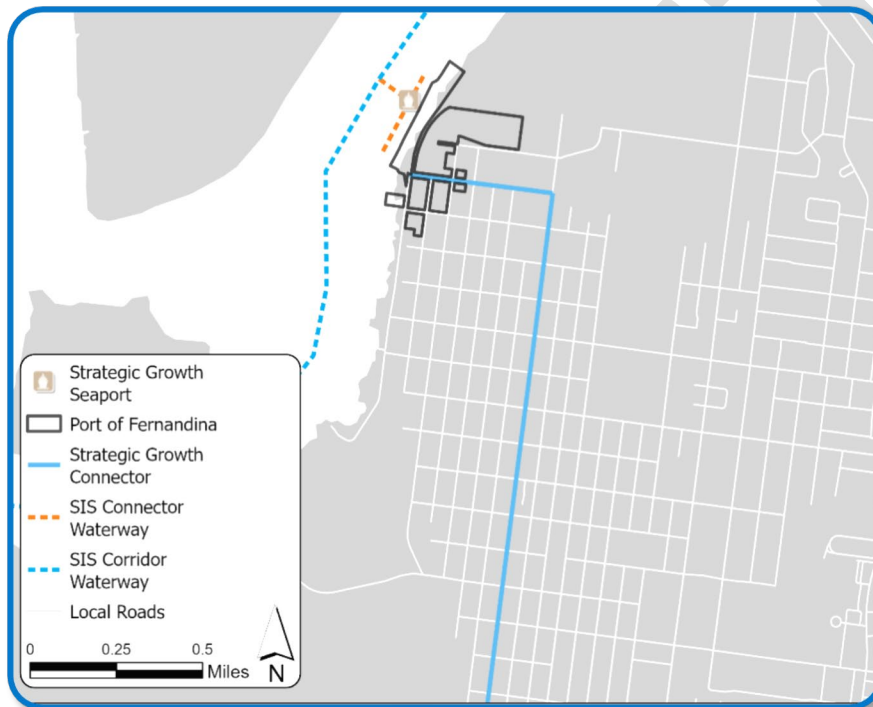 Strategic Growth
Seaport
Port of Fernandina
Strategic Growth
Connector
SIS Connector
Waterway
SIS Corridor
Waterway
Local Roads
0 0.25 0.5
Miles
N